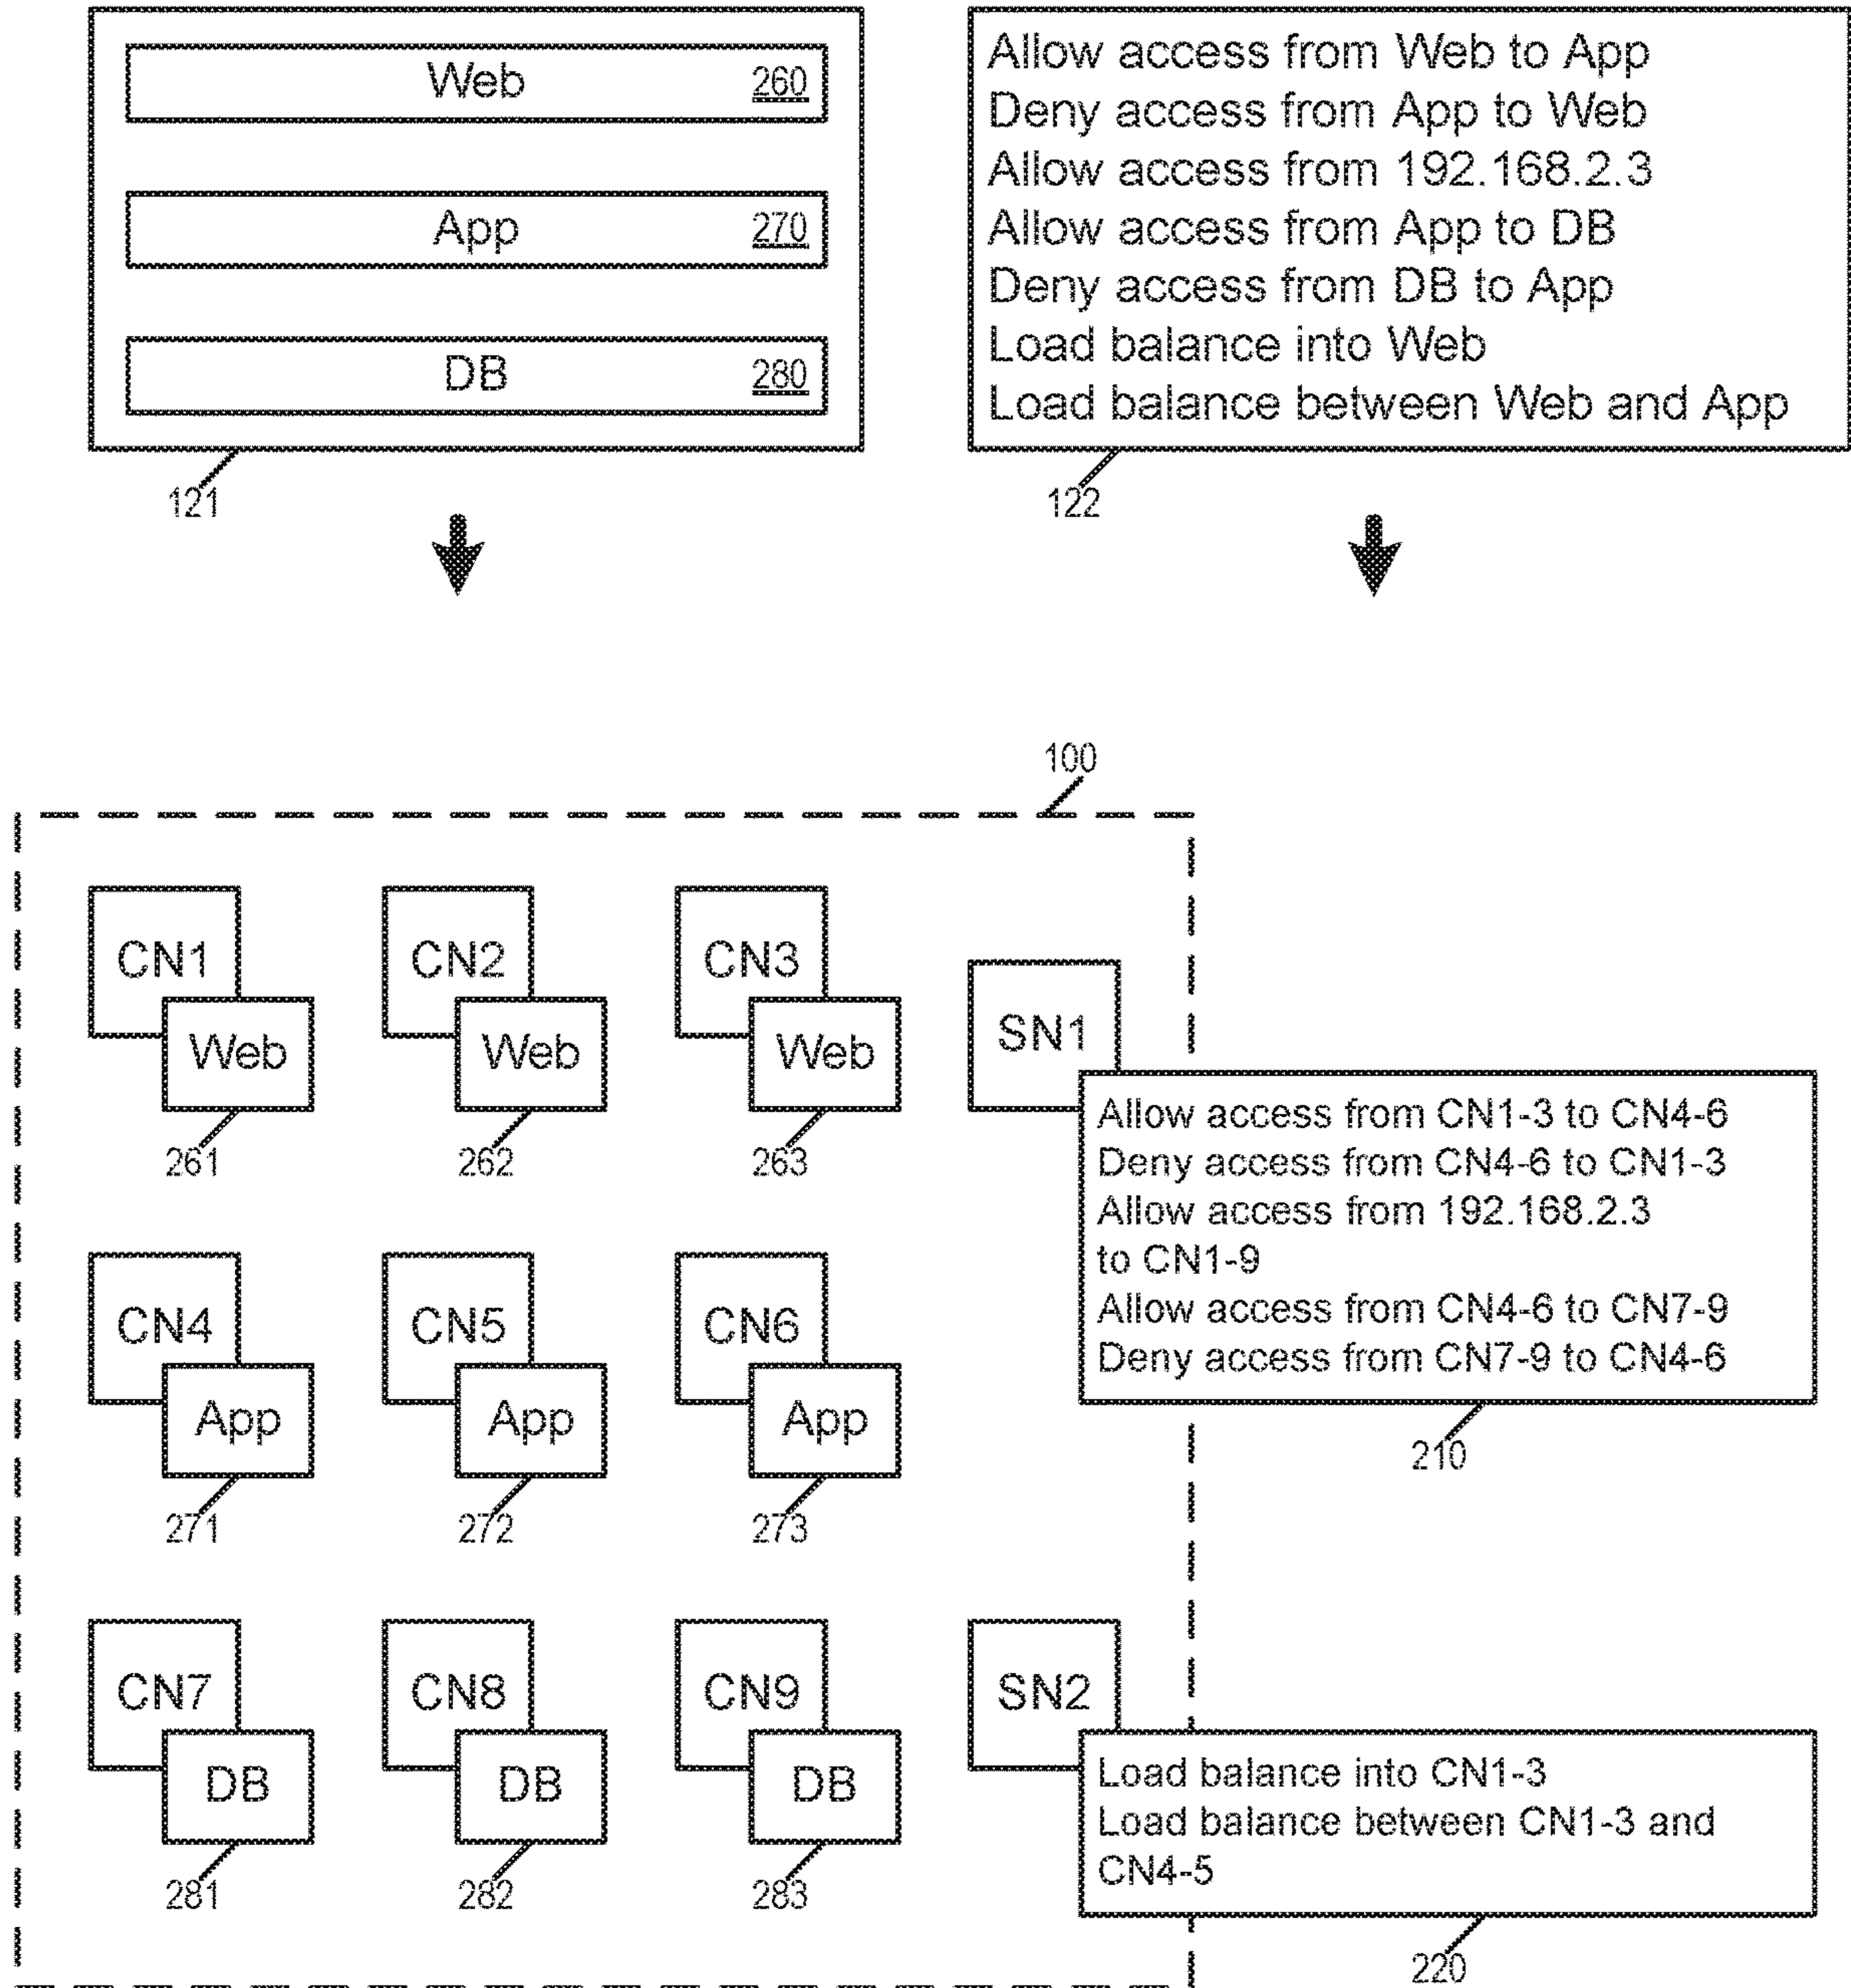 Web 260
App 270
DB 280
121
Allow access from Web to App
Deny access from App to Web
Allow access from 192.168.2.3
Allow access from App to DB
Deny access from DB to App
Load balance into Web
Load balance between Web and App
122
100
CN1
Web
261
CN2
Web
262
CN3
Web
263
SN1
Allow access from CN1-3 to CN4-6
Deny access from CN4-6 to CN1-3
Allow access from 192.168.2.3
to CN1-9
Allow access from CN4-6 to CN7-9
Deny access from CN7-9 to CN4-6
210
CN4
App
271
CN5
App
272
CN6
App
273
CN7
DB
281
CN8
DB
282
CN9
DB
283
SN2
Load balance into CN1-3
Load balance between CN1-3 and
CN4-5
220